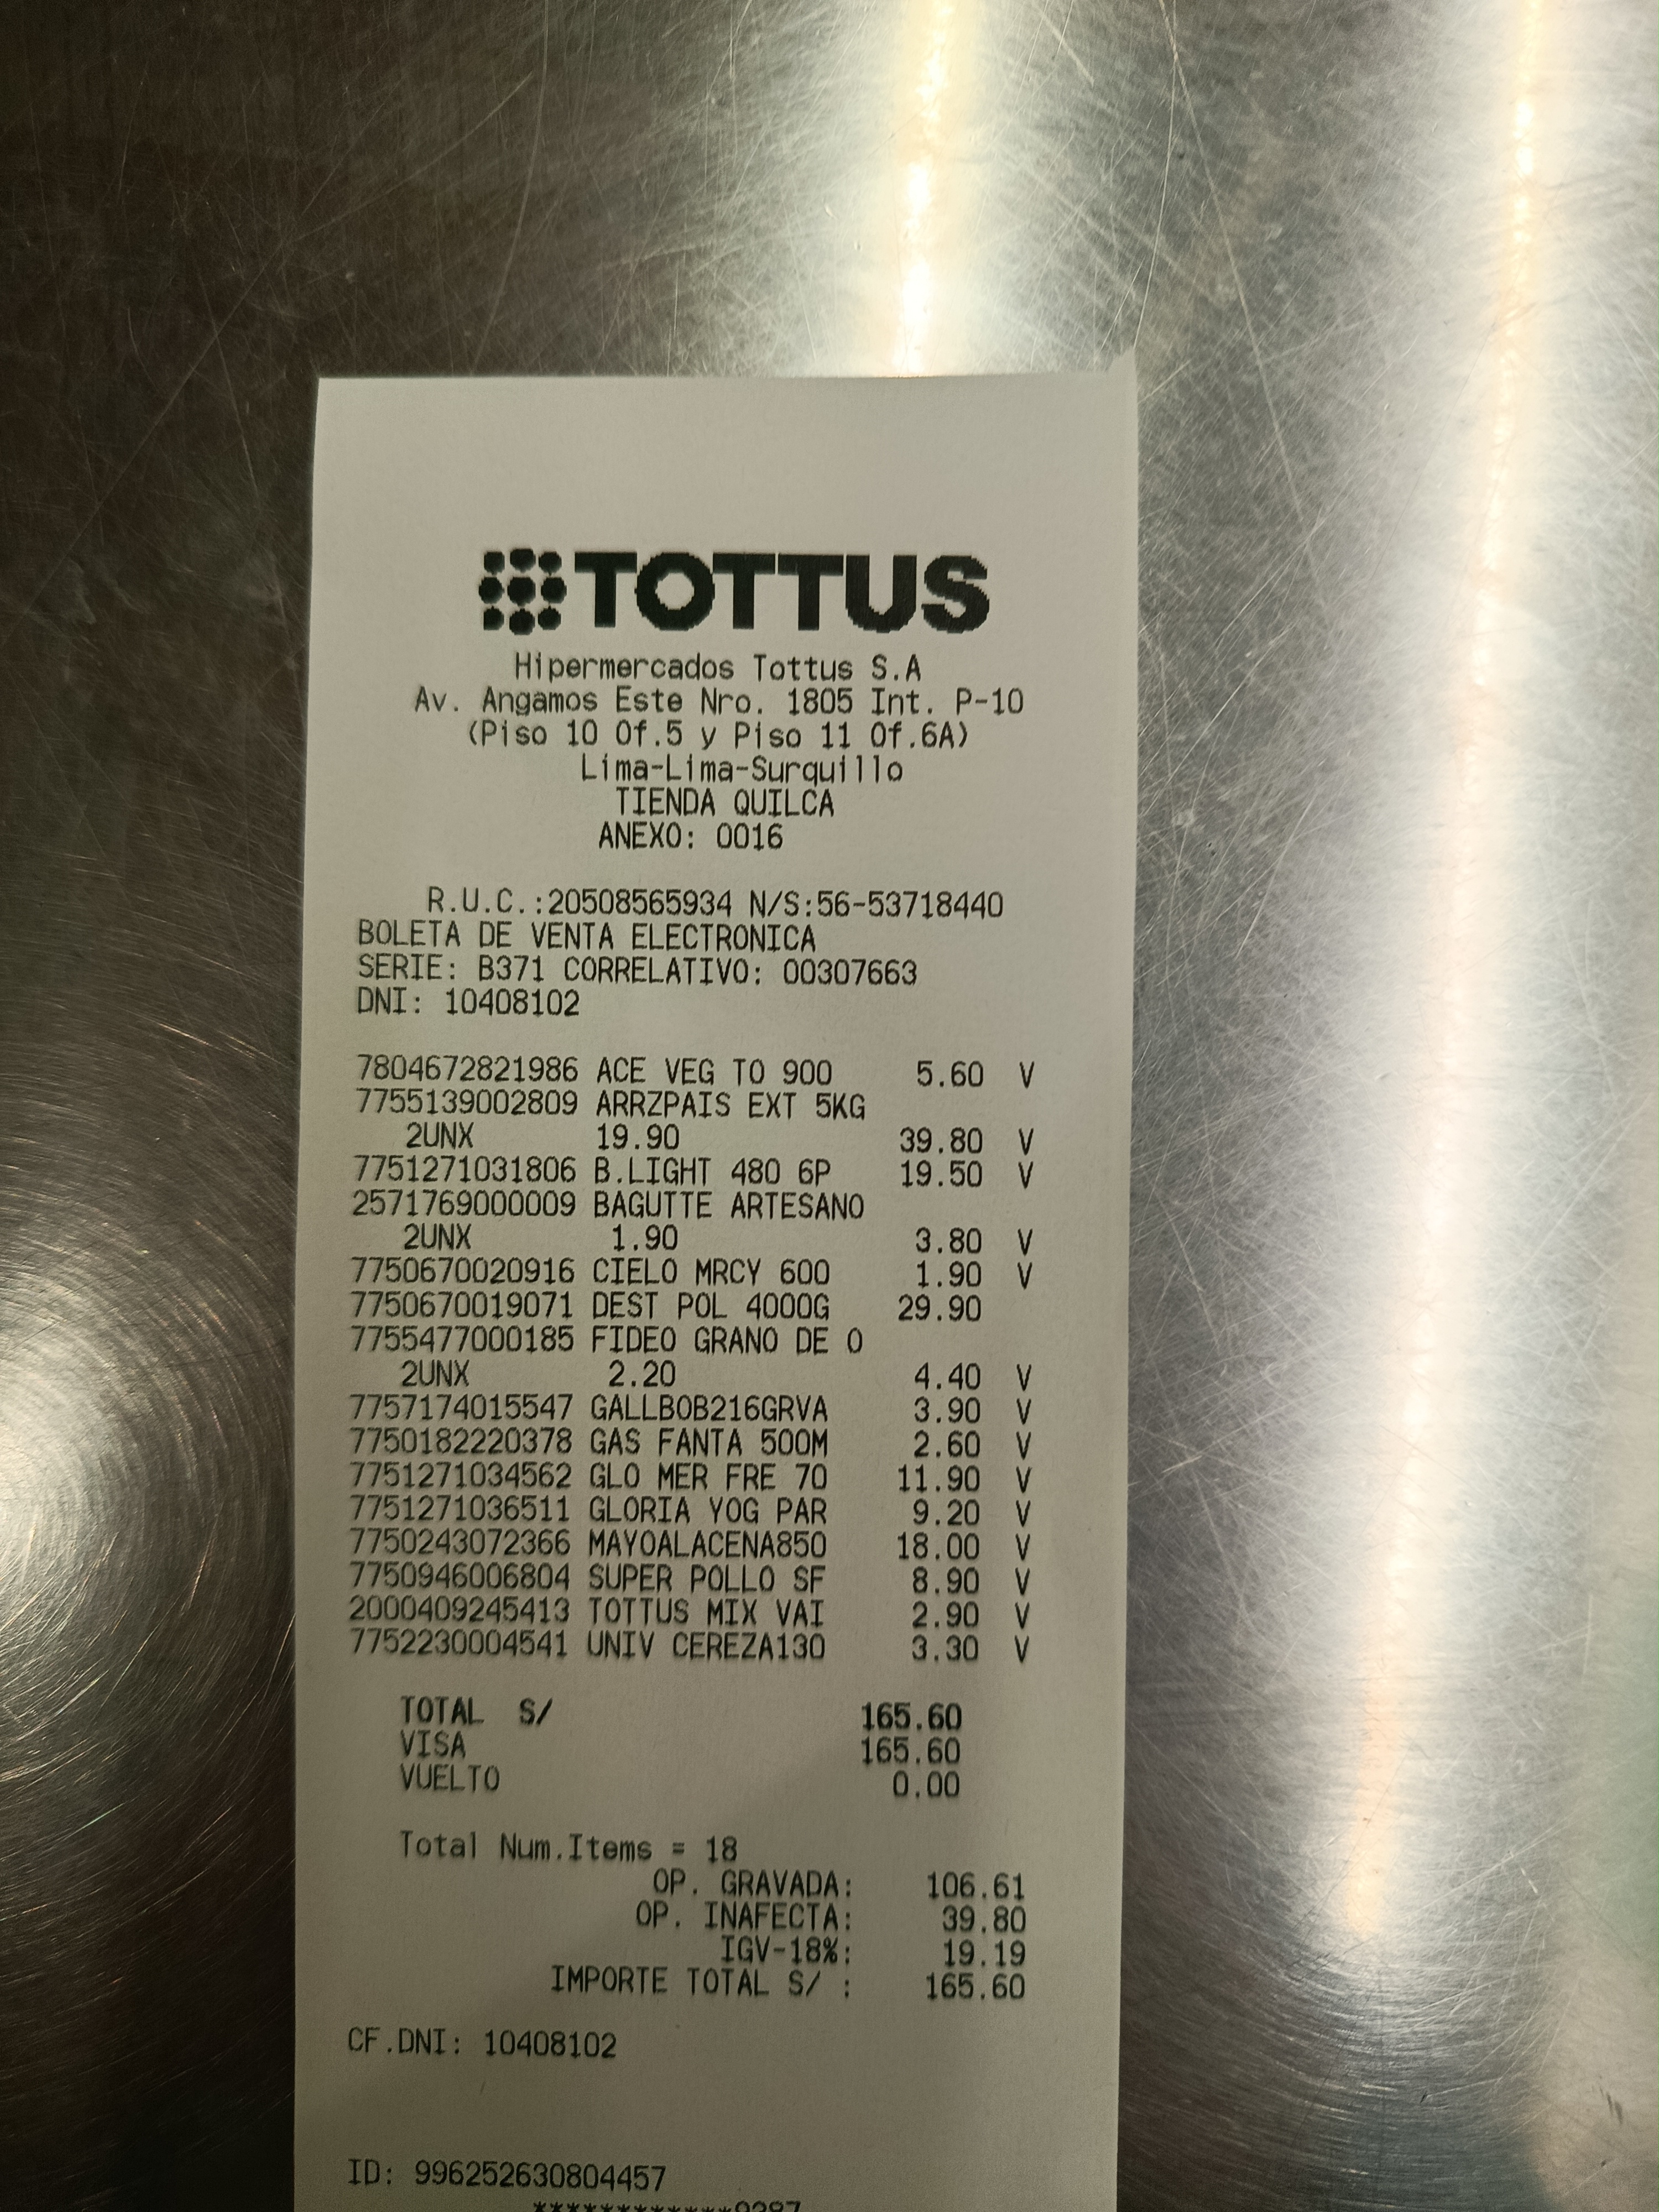 TOTTUS
Hipermercados Tottus S.A
Av. Angamos Este Nro. 1805 Int. P-10
(Piso 10 Of.5 y Piso 11 Of.6A)
Lima-Lima-Surquillo
TIENDA QUILCA
ANEXO: 0016
R.U.C.:20508565934 N/S:56-53718440
BOLETA DE VENTA ELECTRONICA
SERIE: B371 CORRELATIVO: 00307663
DNI: 10408102
7804672821986 ACE VEG TO 900 5.60 V
7755139002809 ARRZPAIS EXT 5KG
2UNX 19.90 39.80 V
7751271031806 B.LIGHT 480 6P 19.50 V
2571769000009 BAGUTTE ARTESANO
2UNX 1.90 3.80 V
7750670020916 CIELO MRCY 600 1.90 V
7750670019071 DEST POL 4000G 29.90
7755477000185 FIDEO GRANO DE O
2UNX 2.20 4.40 V
7757174015547 GALLBOB216GRVA 3.90 V
7750182220378 GAS FANTA 500M 2.60 V
7751271034562 GLO MER FRE 70 11.90 V
7751271036511 GLORIA YOG PAR 9.20 V
7750243072366 MAYOALACENA850 18.00 V
7750946006804 SUPER POLLO SF 8.90 V
2000409245413 TOTTUS MIX VAI 2.90 V
7752230004541 UNIV CEREZA130 3.30 V
TOTAL S/ 165.60
VISA 165.60
VUELTO 0.00
Total Num.Items = 18
OP. GRAVADA: 106.61
OP. INAFECTA: 39.80
IGV-18%: 19.19
IMPORTE TOTAL S/ : 165.60
CF.DNI: 10408102
ID: 996252630804457